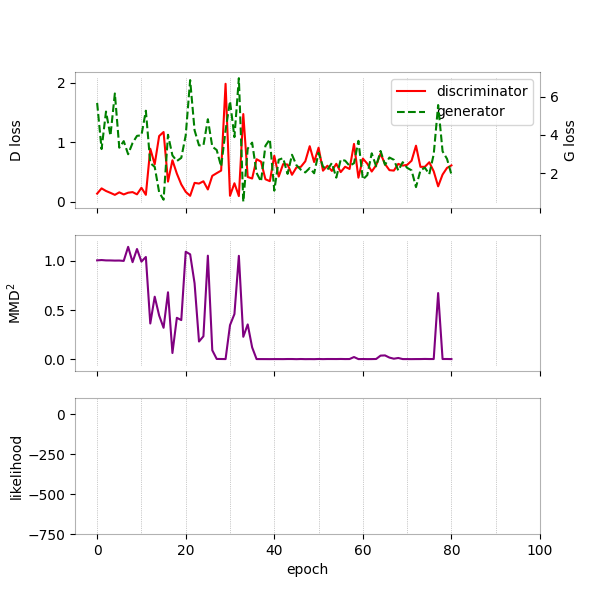 2
1
0
D loss
discriminator
generator
6
4
2
G loss
1.0
0.5
0.0
MMD²
0
−250
−500
−750
likelihood
0
20
40
60
80
100
epoch